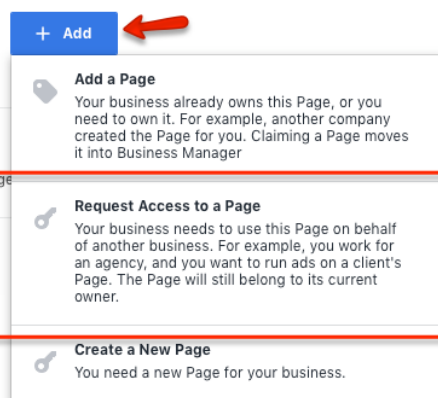 + Add
Add a Page
Your business already owns this Page, or you
need to own it. For example, another company
created the Page for you. Claiming a Page moves
it into Business Manager
ge
Request Access to a Page
Your business needs to use this Page on behalf
of another business. For example, you work for
an agency, and you want to run ads on a client's
Page. The Page will still belong to its current
owner.
Create a New Page
You need a new Page for your business.